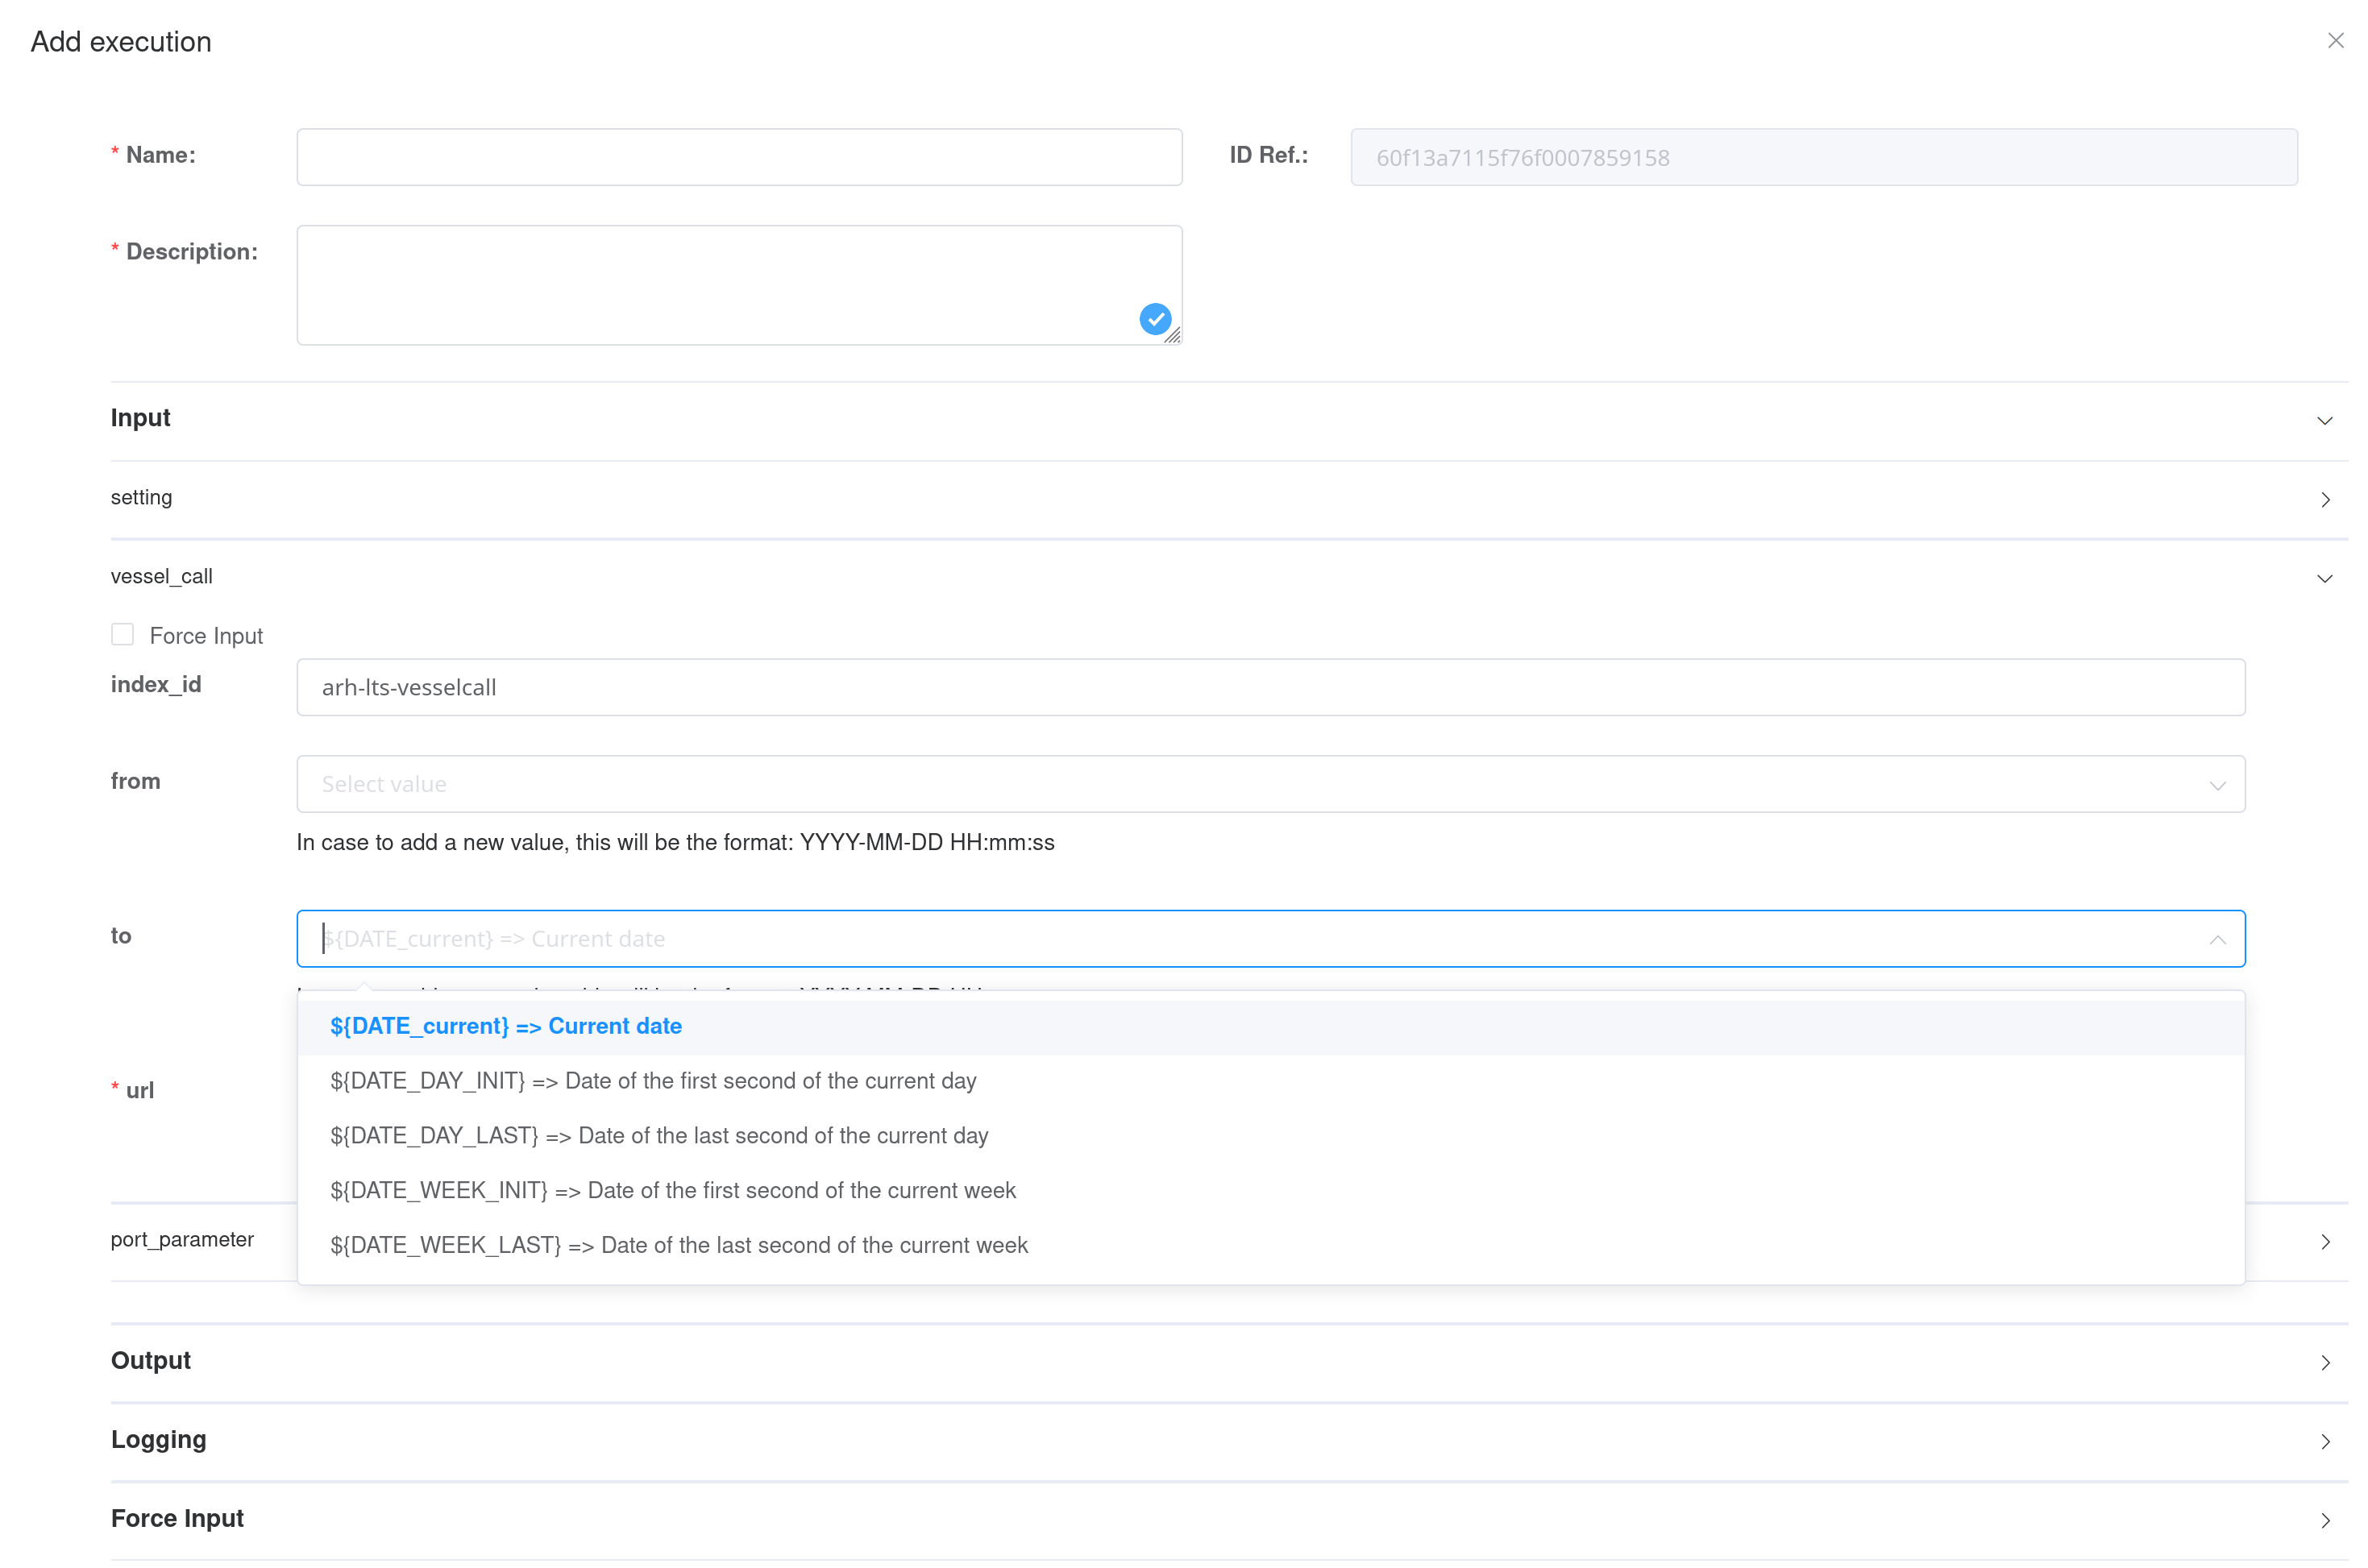 Add execution
* Name:
ID Ref.: 60f13a7115f76f0007859158
* Description:
Input
setting
vessel_call
Force Input
index_id arh-lts-vesselcall
from Select value
In case to add a new value, this will be the format: YYYY-MM-DD HH:mm:ss
to ${DATE_current} => Current date
${DATE_current} => Current date
${DATE_DAY_INIT} => Date of the first second of the current day
* url
${DATE_DAY_LAST} => Date of the last second of the current day
${DATE_WEEK_INIT} => Date of the first second of the current week
port_parameter
${DATE_WEEK_LAST} => Date of the last second of the current week
Output
Logging
Force Input